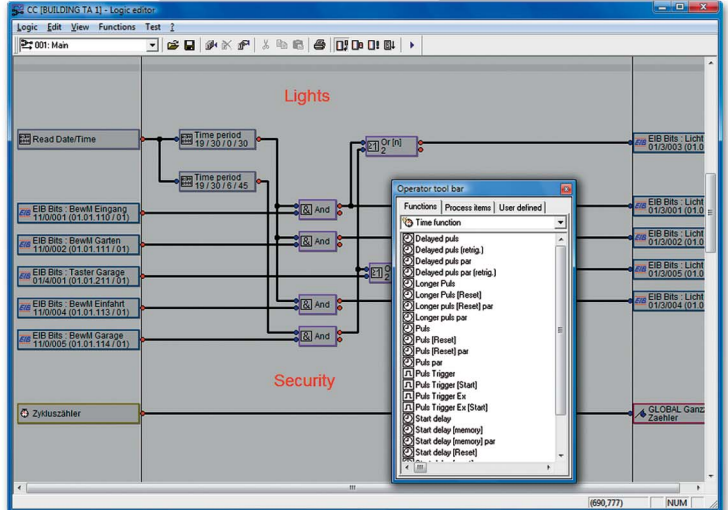 CC [BUILDING TA 1] - Logic editor
Logic Edit View Functions Test ?
001: Main
Lights
Read Date/Time
Time period
19 / 30 / 0 / 30
Or [n]
2
EIB Bits : Licht
01/3/003 (01.0
Time period
19 / 30 / 6 / 45
EIB Bits : BewM Eingang
11/0/001 (01.01.110 / 01)
& And
EIB Bits : Licht
01/3/001 (01.0
EIB Bits : BewM Garten
11/0/002 (01.01.111 / 01)
& And
EIB Bits : Licht
01/3/002 (01.0
EIB Bits : Taster Garage
01/4/001 (01.01.211 / 01)
2
EIB Bits : Licht
01/3/005 (01.0
EIB Bits : BewM Einfahrt
11/0/004 (01.01.113 / 01)
& And
EIB Bits : Licht
01/3/004 (01.0
EIB Bits : BewM Garage
11/0/005 (01.01.114 / 01)
& And
Security
Zykluszähler
GLOBAL Ganzz
Zaehler
Operator tool bar
Functions Process items User defined
Time function
Delayed puls
Delayed puls (retrig.)
Delayed puls par
Delayed puls par (retrig.)
Longer Puls
Longer Puls [Reset]
Longer puls [Reset] par
Longer puls par
Puls
Puls [Reset]
Puls [Reset] par
Puls par
Puls Trigger
Puls Trigger [Start]
Puls Trigger Ex
Puls Trigger Ex [Start]
Start delay
Start delay [memory]
Start delay [memory] par
Start delay [Reset]
(690,777) NUM